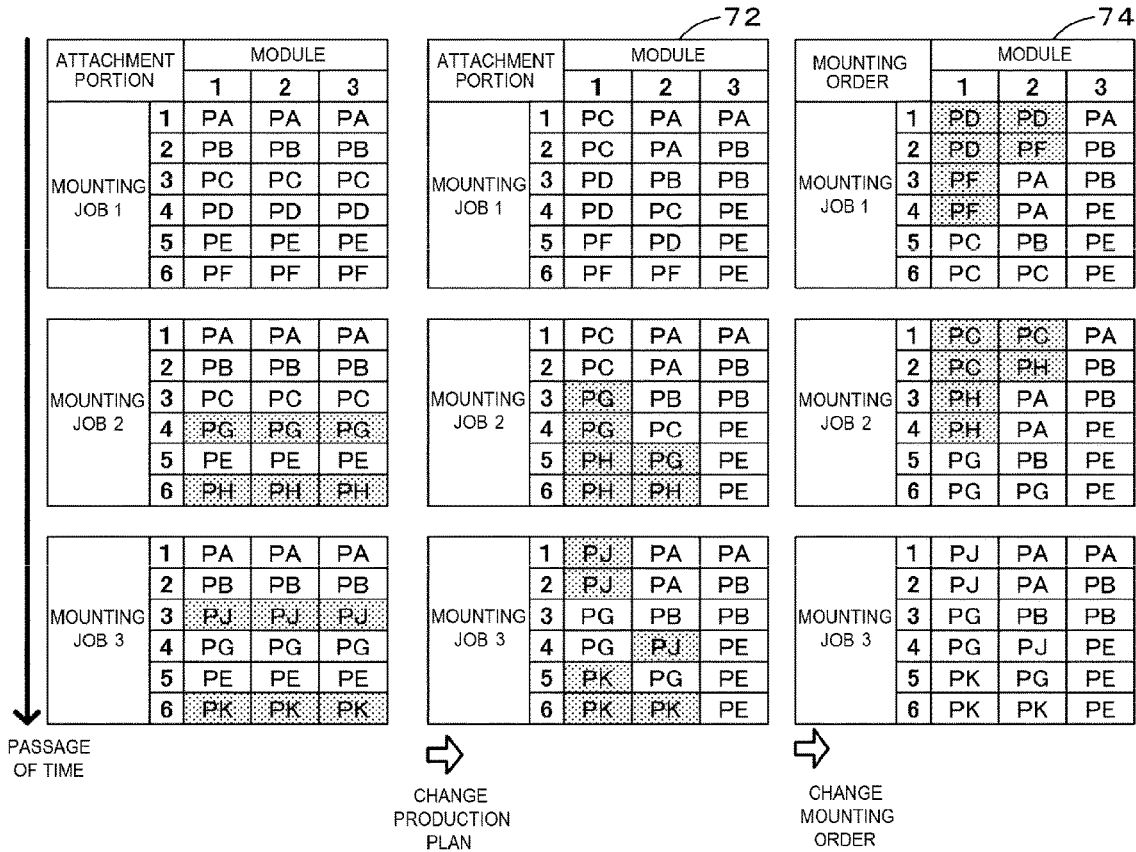 72
74
ATTACHMENT PORTION MODULE
1 2 3
MOUNTING JOB 1
1 PA PA PA
2 PB PB PB
3 PC PC PC
4 PD PD PD
5 PE PE PE
6 PF PF PF
MOUNTING JOB 2
1 PA PA PA
2 PB PB PB
3 PC PC PC
4 PG PG PG
5 PE PE PE
6 PH PH PH
MOUNTING JOB 3
1 PA PA PA
2 PB PB PB
3 PJ PJ PJ
4 PG PG PG
5 PE PE PE
6 PK PK PK
PASSAGE
OF TIME
ATTACHMENT PORTION MODULE
1 2 3
MOUNTING JOB 1
1 PC PA PA
2 PC PA PB
3 PD PB PB
4 PD PC PE
5 PF PD PE
6 PF PF PE
MOUNTING JOB 2
1 PC PA PA
2 PC PA PB
3 PG PB PB
4 PG PC PE
5 PH PG PE
6 PH PH PE
MOUNTING JOB 3
1 PJ PA PA
2 PJ PA PB
3 PG PB PB
4 PG PJ PE
5 PK PG PE
6 PK PK PE
CHANGE
PRODUCTION
PLAN
MOUNTING ORDER MODULE
1 2 3
MOUNTING JOB 1
1 PD PD PA
2 PD PF PB
3 PF PA PB
4 PF PA PE
5 PC PB PE
6 PC PC PE
MOUNTING JOB 2
1 PC PC PA
2 PC PH PB
3 PH PA PB
4 PH PA PE
5 PG PB PE
6 PG PG PE
MOUNTING JOB 3
1 PJ PA PA
2 PJ PA PB
3 PG PB PB
4 PG PJ PE
5 PK PG PE
6 PK PK PE
CHANGE
MOUNTING
ORDER